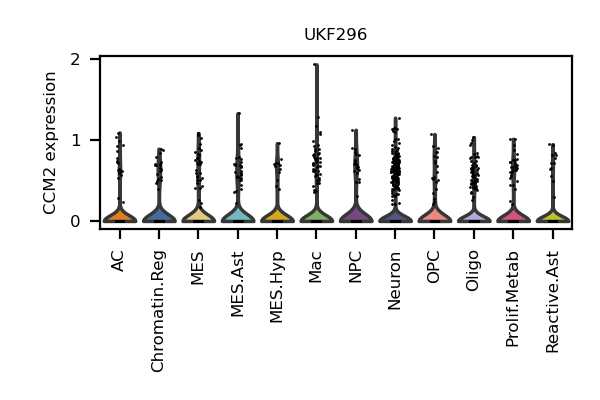 UKF296
CCM2 expression
2
1
0
AC
Chromatin.Reg
MES
MES.Ast
MES.Hyp
Mac
NPC
Neuron
OPC
Oligo
Prolif.Metab
Reactive.Ast